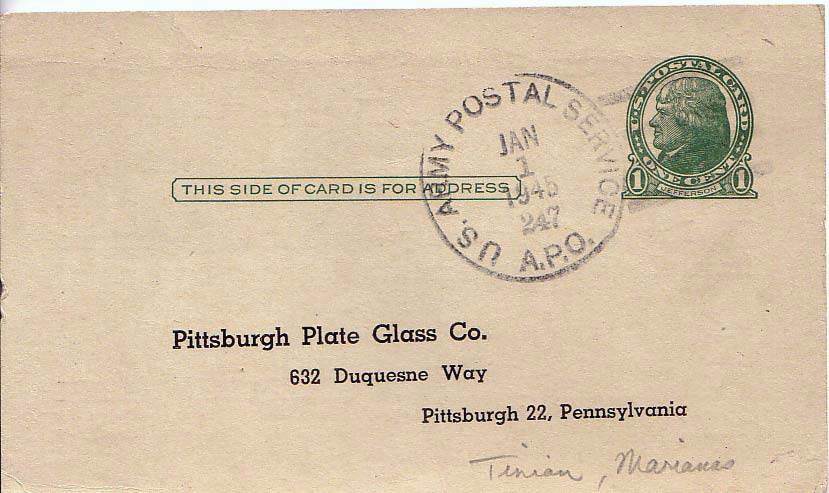 U.S. POSTAL CARD
ONE CENT
1 JEFFERSON 1
U.S. ARMY POSTAL SERVICE
JAN
1
1945
247
A.P.O.
THIS SIDE OF CARD IS FOR ADDRESS
Pittsburgh Plate Glass Co.
632 Duquesne Way
Pittsburgh 22, Pennsylvania
Tinian, Marianas